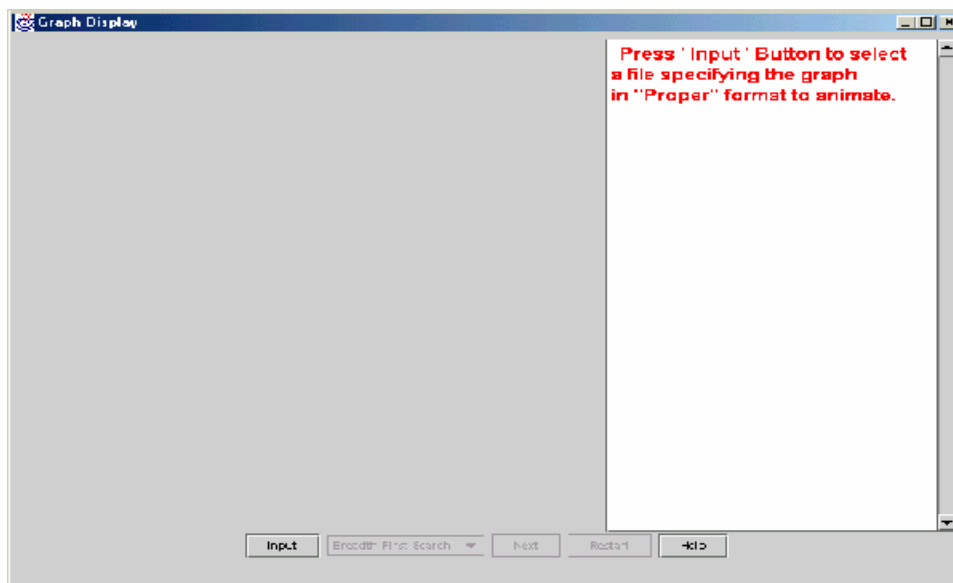 Graph Display
Press ' Input ' Button to select
a file specifying the graph
in "Proper" format to animate.
Input
Breadth First Search
Next
Restart
Help